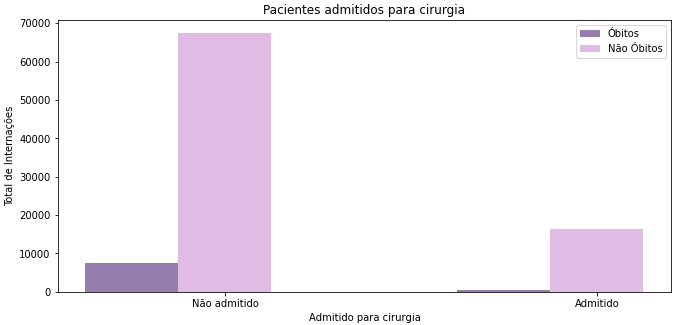 Pacientes admitidos para cirurgia
Óbitos
Não Óbitos
Total de Internações
70000
60000
50000
40000
30000
20000
10000
0
Não admitido
Admitido
Admitido para cirurgia